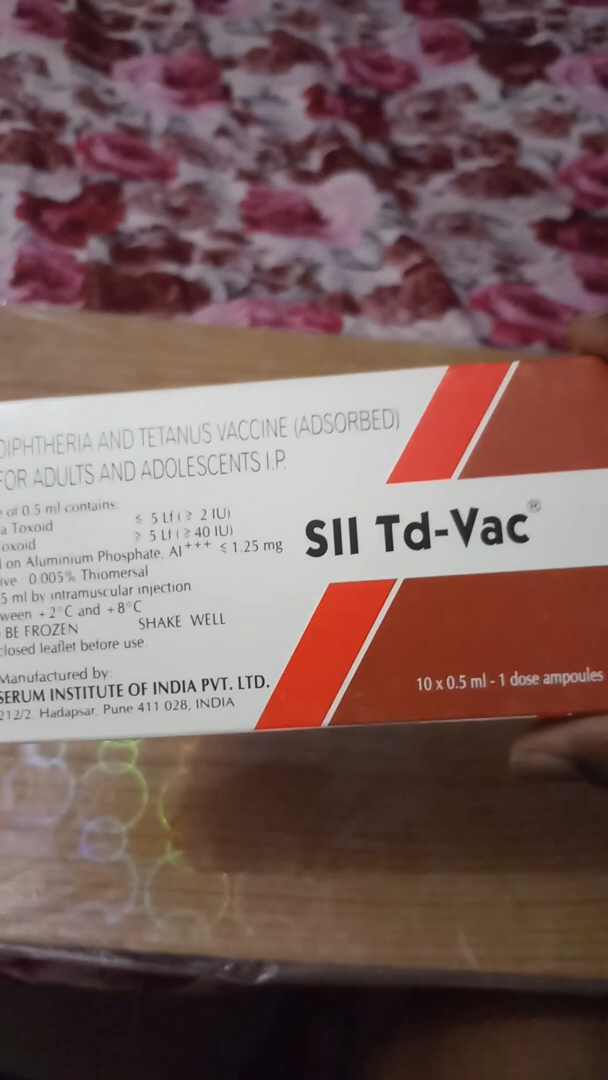 DIPHTHERIA AND TETANUS VACCINE (ADSORBED)
FOR ADULTS AND ADOLESCENTS I.P.
e of 0.5 ml contains:
a Toxoid ≤ 5 Lf (≥ 2 IU)
oxoid ≥ 5 Lf (≥ 40 IU)
on Aluminium Phosphate, Al+++ ≤ 1.25 mg
ive 0.005% Thiomersal
5 ml by intramuscular injection
ween +2°C and +8°C
BE FROZEN SHAKE WELL
closed leaflet before use.
Manufactured by:
SERUM INSTITUTE OF INDIA PVT. LTD.
212/2, Hadapsar, Pune 411 028, INDIA
SII Td-Vac®
10 x 0.5 ml - 1 dose ampoules